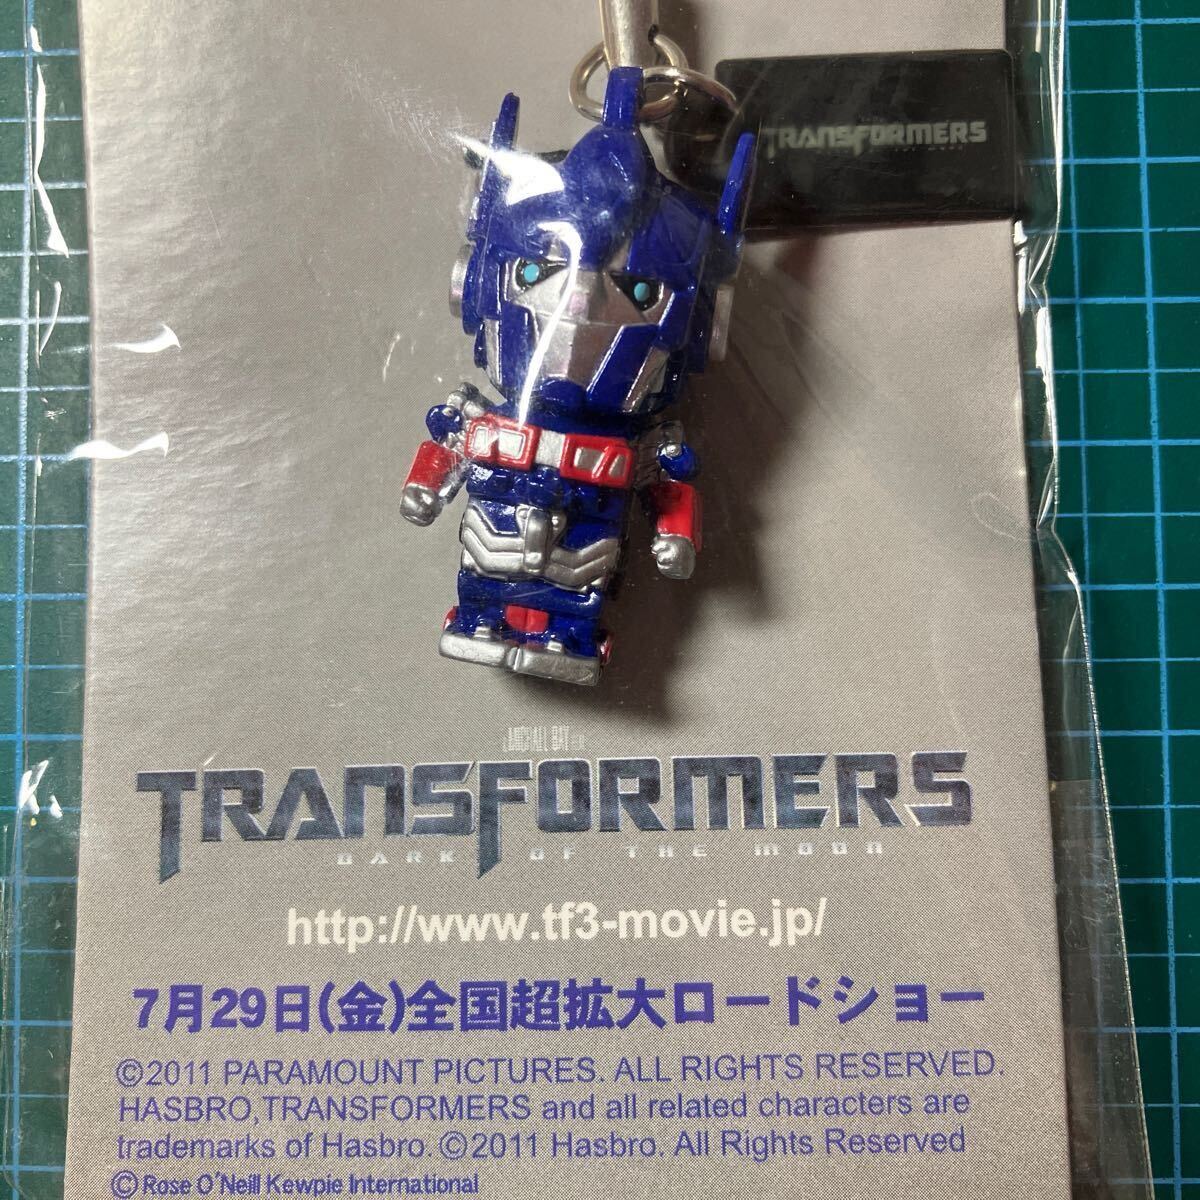 TRANSFORMERS
MICHAEL BAY
TRANSFORMERS
DARK OF THE MOON
http://www.tf3-movie.jp/
7月29日(金)全国超拡大ロードショー
©2011 PARAMOUNT PICTURES. ALL RIGHTS RESERVED.
HASBRO,TRANSFORMERS and all related characters are
trademarks of Hasbro. ©2011 Hasbro. All Rights Reserved
© Rose O'Neill Kewpie International